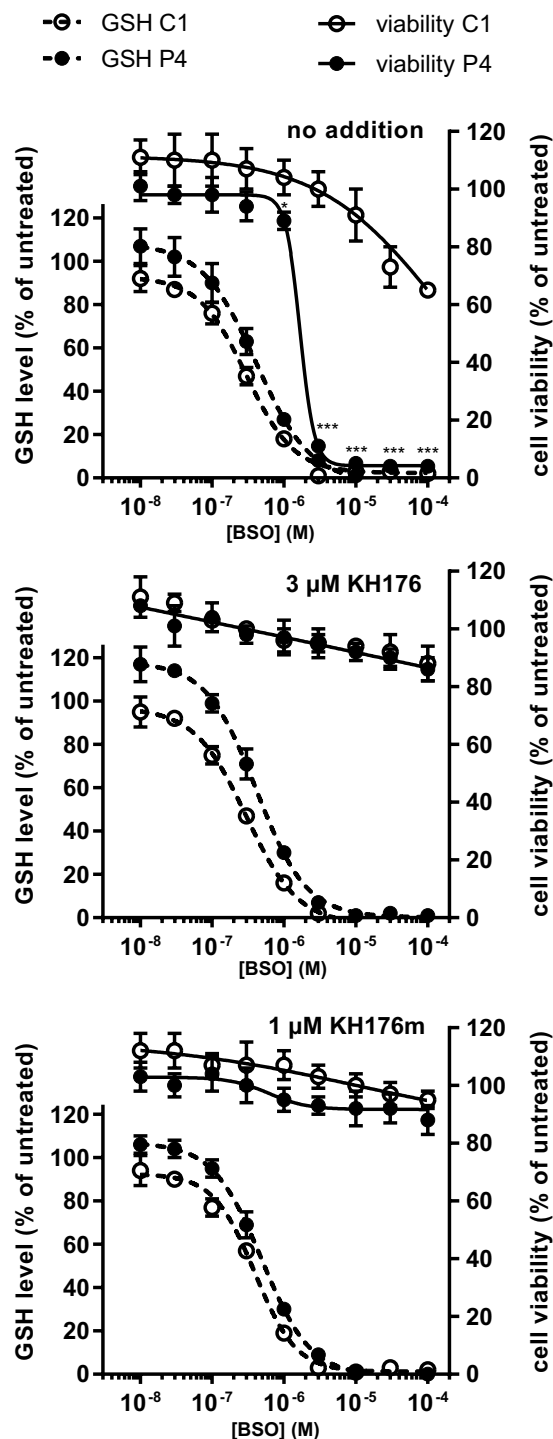 GSH C1 viability C1
GSH P4 viability P4
no addition
GSH level (% of untreated)
120
100
80
60
40
20
0
*
***
***
***
***
120
100
80
60
40
20
0
cell viability (% of untreated)
10-8 10-7 10-6 10-5 10-4
[BSO] (M)
3 µM KH176
GSH level (% of untreated)
120
100
80
60
40
20
0
120
100
80
60
40
20
0
cell viability (% of untreated)
10-8 10-7 10-6 10-5 10-4
[BSO] (M)
1 µM KH176m
GSH level (% of untreated)
120
100
80
60
40
20
0
120
100
80
60
40
20
0
cell viability (% of untreated)
10-8 10-7 10-6 10-5 10-4
[BSO] (M)